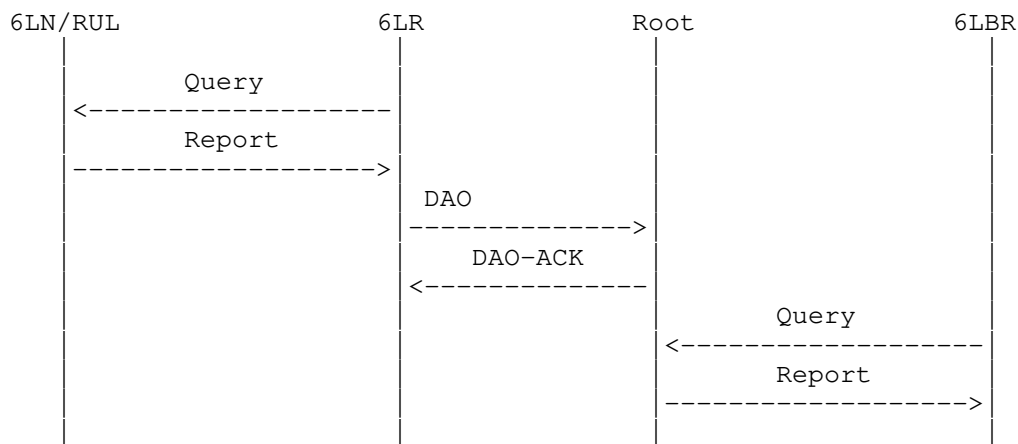 6LN/RUL 6LR Root 6LBR
Query
Report
DAO
DAO-ACK
Query
Report